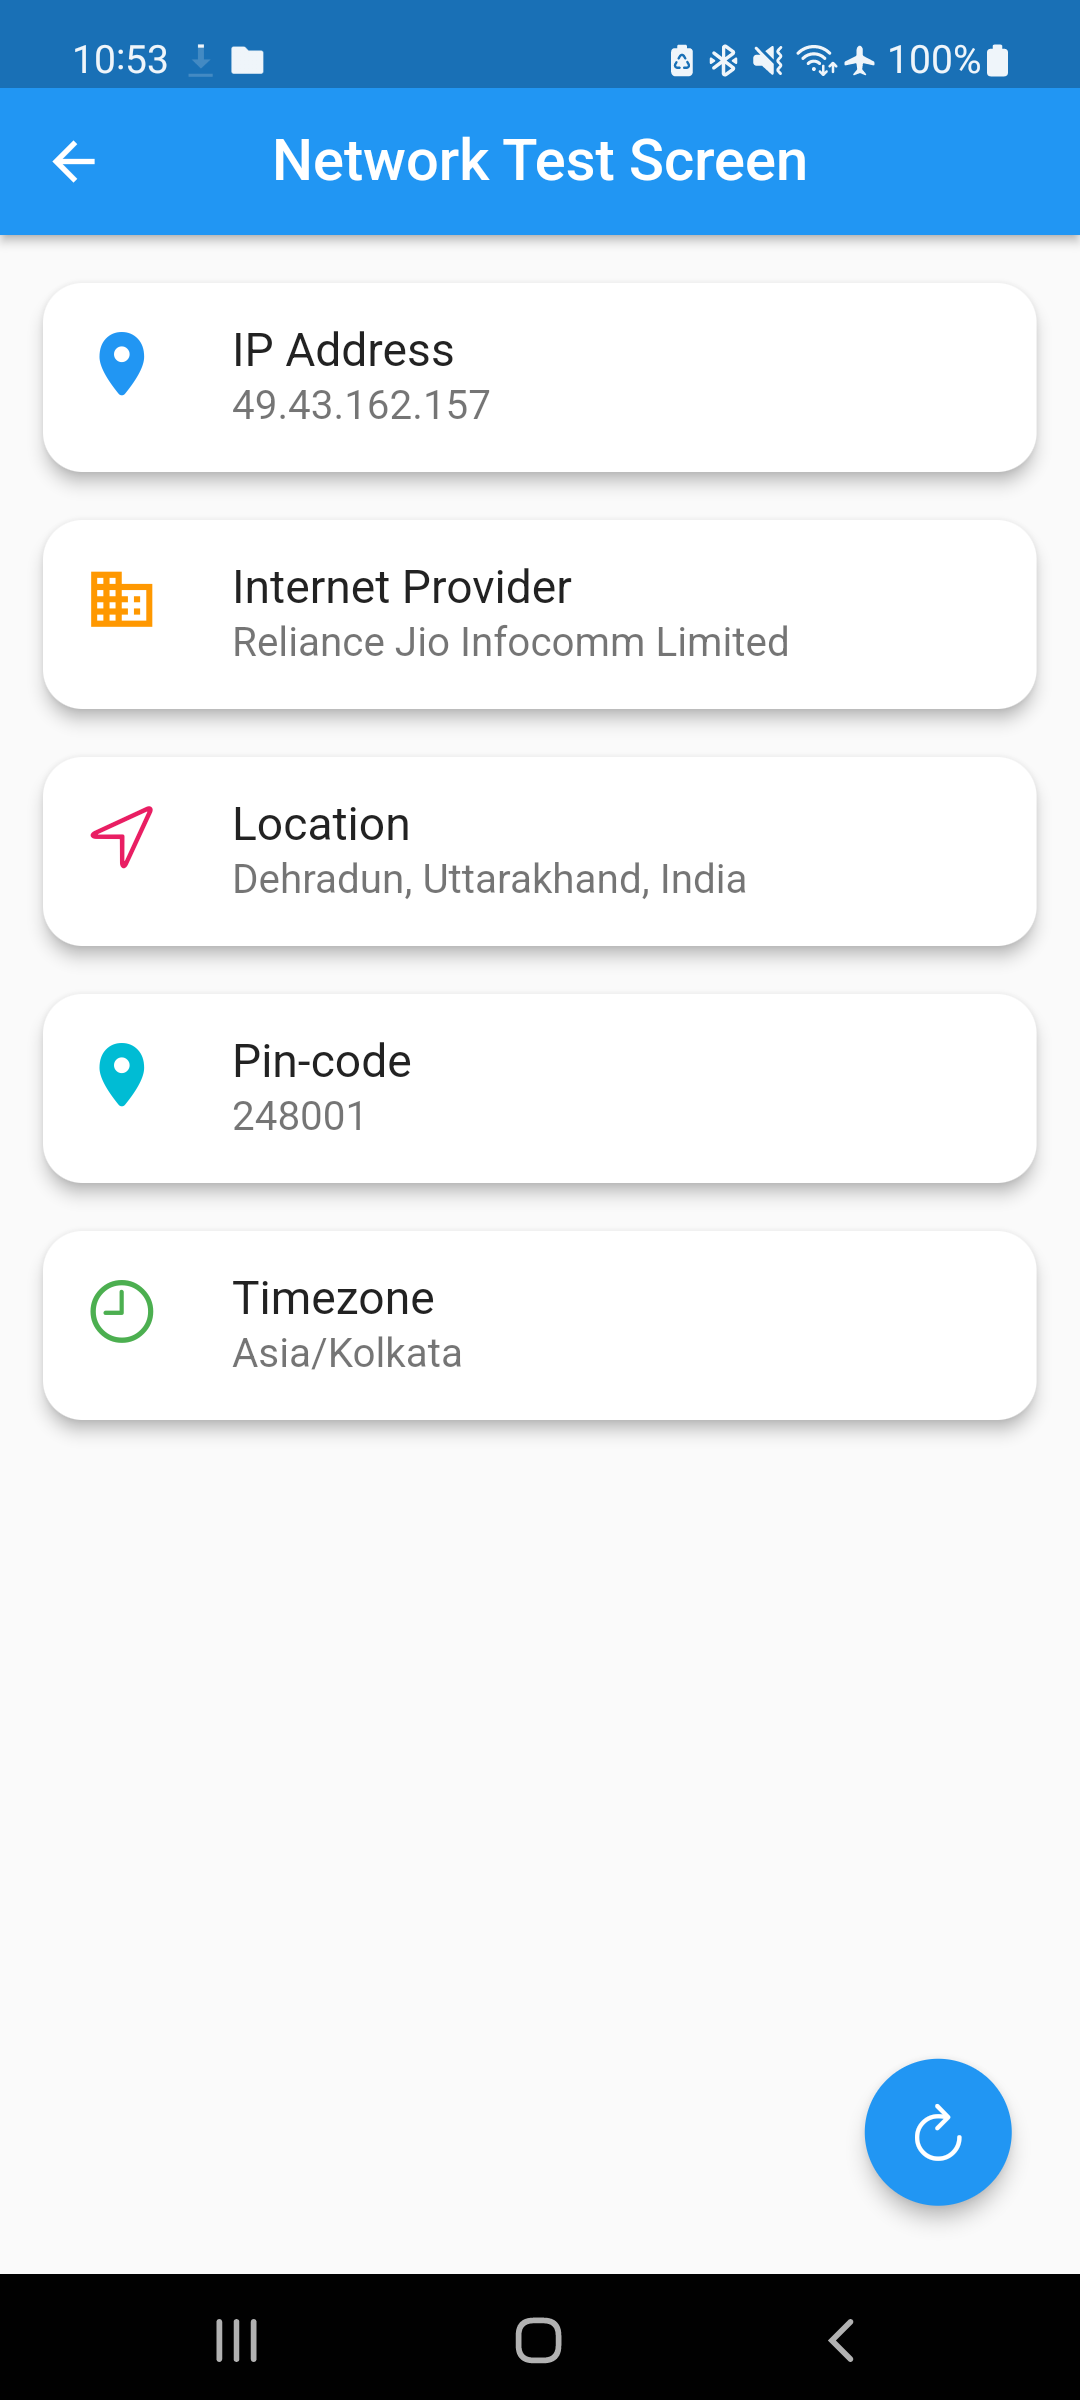 10:53
100%
Network Test Screen
IP Address
49.43.162.157
Internet Provider
Reliance Jio Infocomm Limited
Location
Dehradun, Uttarakhand, India
Pin-code
248001
Timezone
Asia/Kolkata